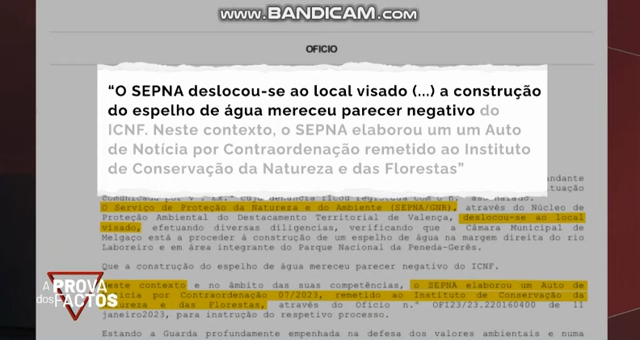 www.BANDICAM.com
OFICIO
“O SEPNA deslocou-se ao local visado (...) a construção
do espelho de água mereceu parecer negativo do
ICNF. Neste contexto, o SEPNA elaborou um um Auto
de Notícia por Contraordenação remetido ao Instituto
de Conservação da Natureza e das Florestas”
andante
tuação
o Serviço de Proteção da Natureza e do Ambiente (SEPNA/GNR), através do Núcleo de
Proteção Ambiental do Destacamento Territorial de Valença, deslocou-se ao local
visado, efetuando diversas diligências, verificando que a Câmara Municipal de
Melgaço está a proceder à construção de um espelho de água na margem direita do rio
Laboreiro e em área integrante do Parque Nacional da Peneda-Gerês.
Que a construção do espelho de água mereceu parecer negativo do ICNF.
Neste contexto e no âmbito das suas competências, o SEPNA elaborou um Auto de
Notícia por Contraordenação 07/2023, remetido ao Instituto de Conservação da
Natureza e das Florestas, através do Ofício n.º OFI23/23.220160400 de 11
janeiro2023, para instrução do respetivo processo.
Estando a Guarda profundamente empenhada na defesa dos valores ambientais e numa
A PROVA
dos FACTOS